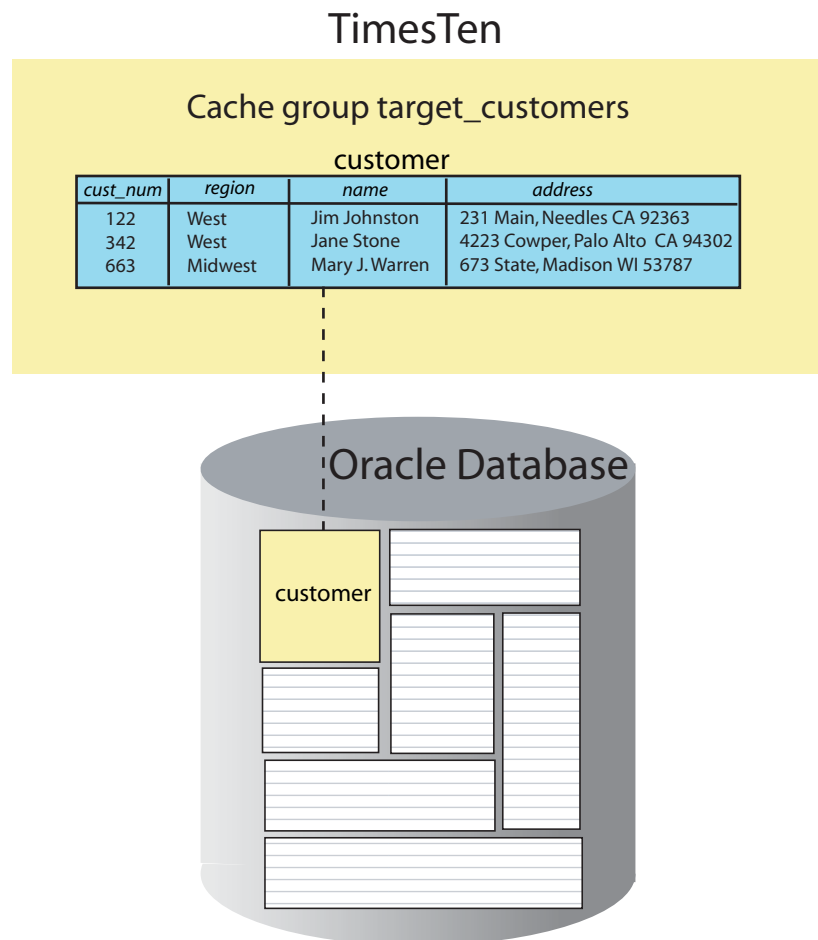 TimesTen
Cache group target_customers
customer
cust_num region name address
122 West Jim Johnston 231 Main, Needles CA 92363
342 West Jane Stone 4223 Cowper, Palo Alto CA 94302
663 Midwest Mary J. Warren 673 State, Madison WI 53787
Oracle Database
customer